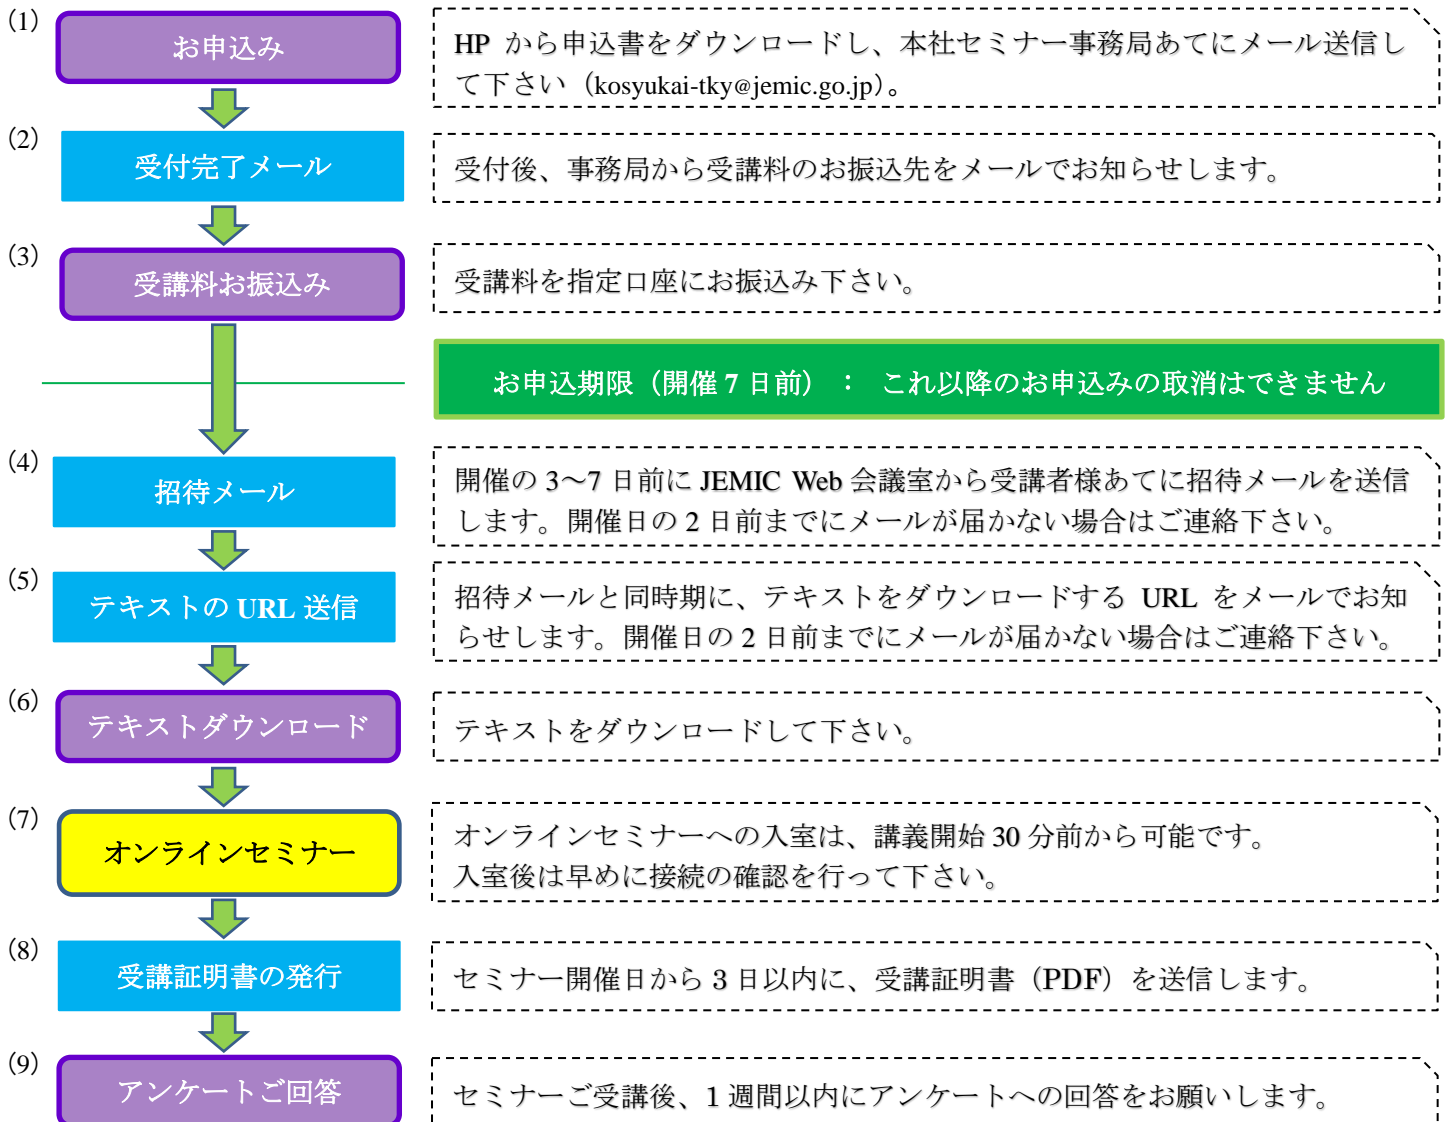 (1)
お申込み
HP から申込書をダウンロードし、本社セミナー事務局あてにメール送信し
て下さい（kosyukai-tky@jemic.go.jp）。
(2)
受付完了メール
受付後、事務局から受講料のお振込先をメールでお知らせします。
(3)
受講料お振込み
受講料を指定口座にお振込み下さい。
お申込期限（開催 7 日前）： これ以降のお申込みの取消はできません
(4)
招待メール
開催の 3～7 日前に JEMIC Web 会議室から受講者様あてに招待メールを送信
します。開催日の 2 日前までにメールが届かない場合はご連絡下さい。
(5)
テキストの URL 送信
招待メールと同時期に、テキストをダウンロードする URL をメールでお知
らせします。開催日の 2 日前までにメールが届かない場合はご連絡下さい。
(6)
テキストダウンロード
テキストをダウンロードして下さい。
(7)
オンラインセミナー
オンラインセミナーへの入室は、講義開始 30 分前から可能です。
入室後は早めに接続の確認を行って下さい。
(8)
受講証明書の発行
セミナー開催日から 3 日以内に、受講証明書（PDF）を送信します。
(9)
アンケートご回答
セミナーご受講後、1 週間以内にアンケートへの回答をお願いします。